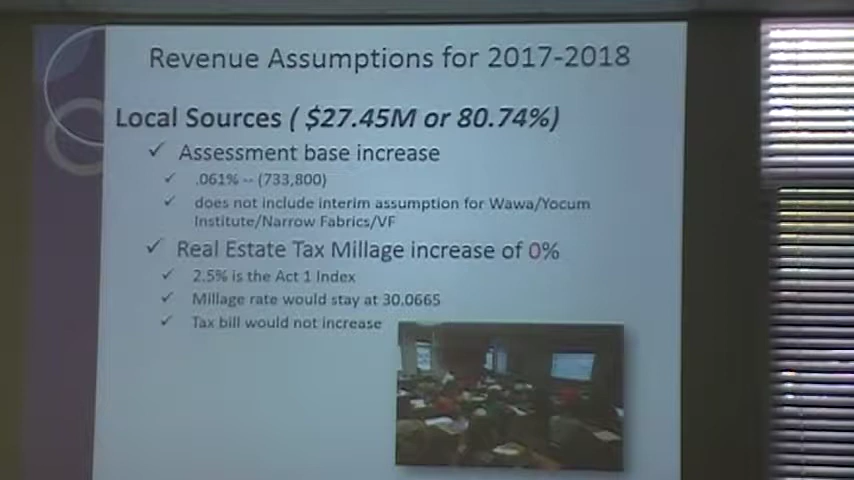 Revenue Assumptions for 2017-2018
Local Sources ( $27.45M or 80.74%)
✓ Assessment base increase
✓ .061% -- (733,800)
✓ does not include interim assumption for Wawa/Yocum
Institute/Narrow Fabrics/VF
✓ Real Estate Tax Millage increase of 0%
✓ 2.5% is the Act 1 Index
✓ Millage rate would stay at 30.0665
✓ Tax bill would not increase